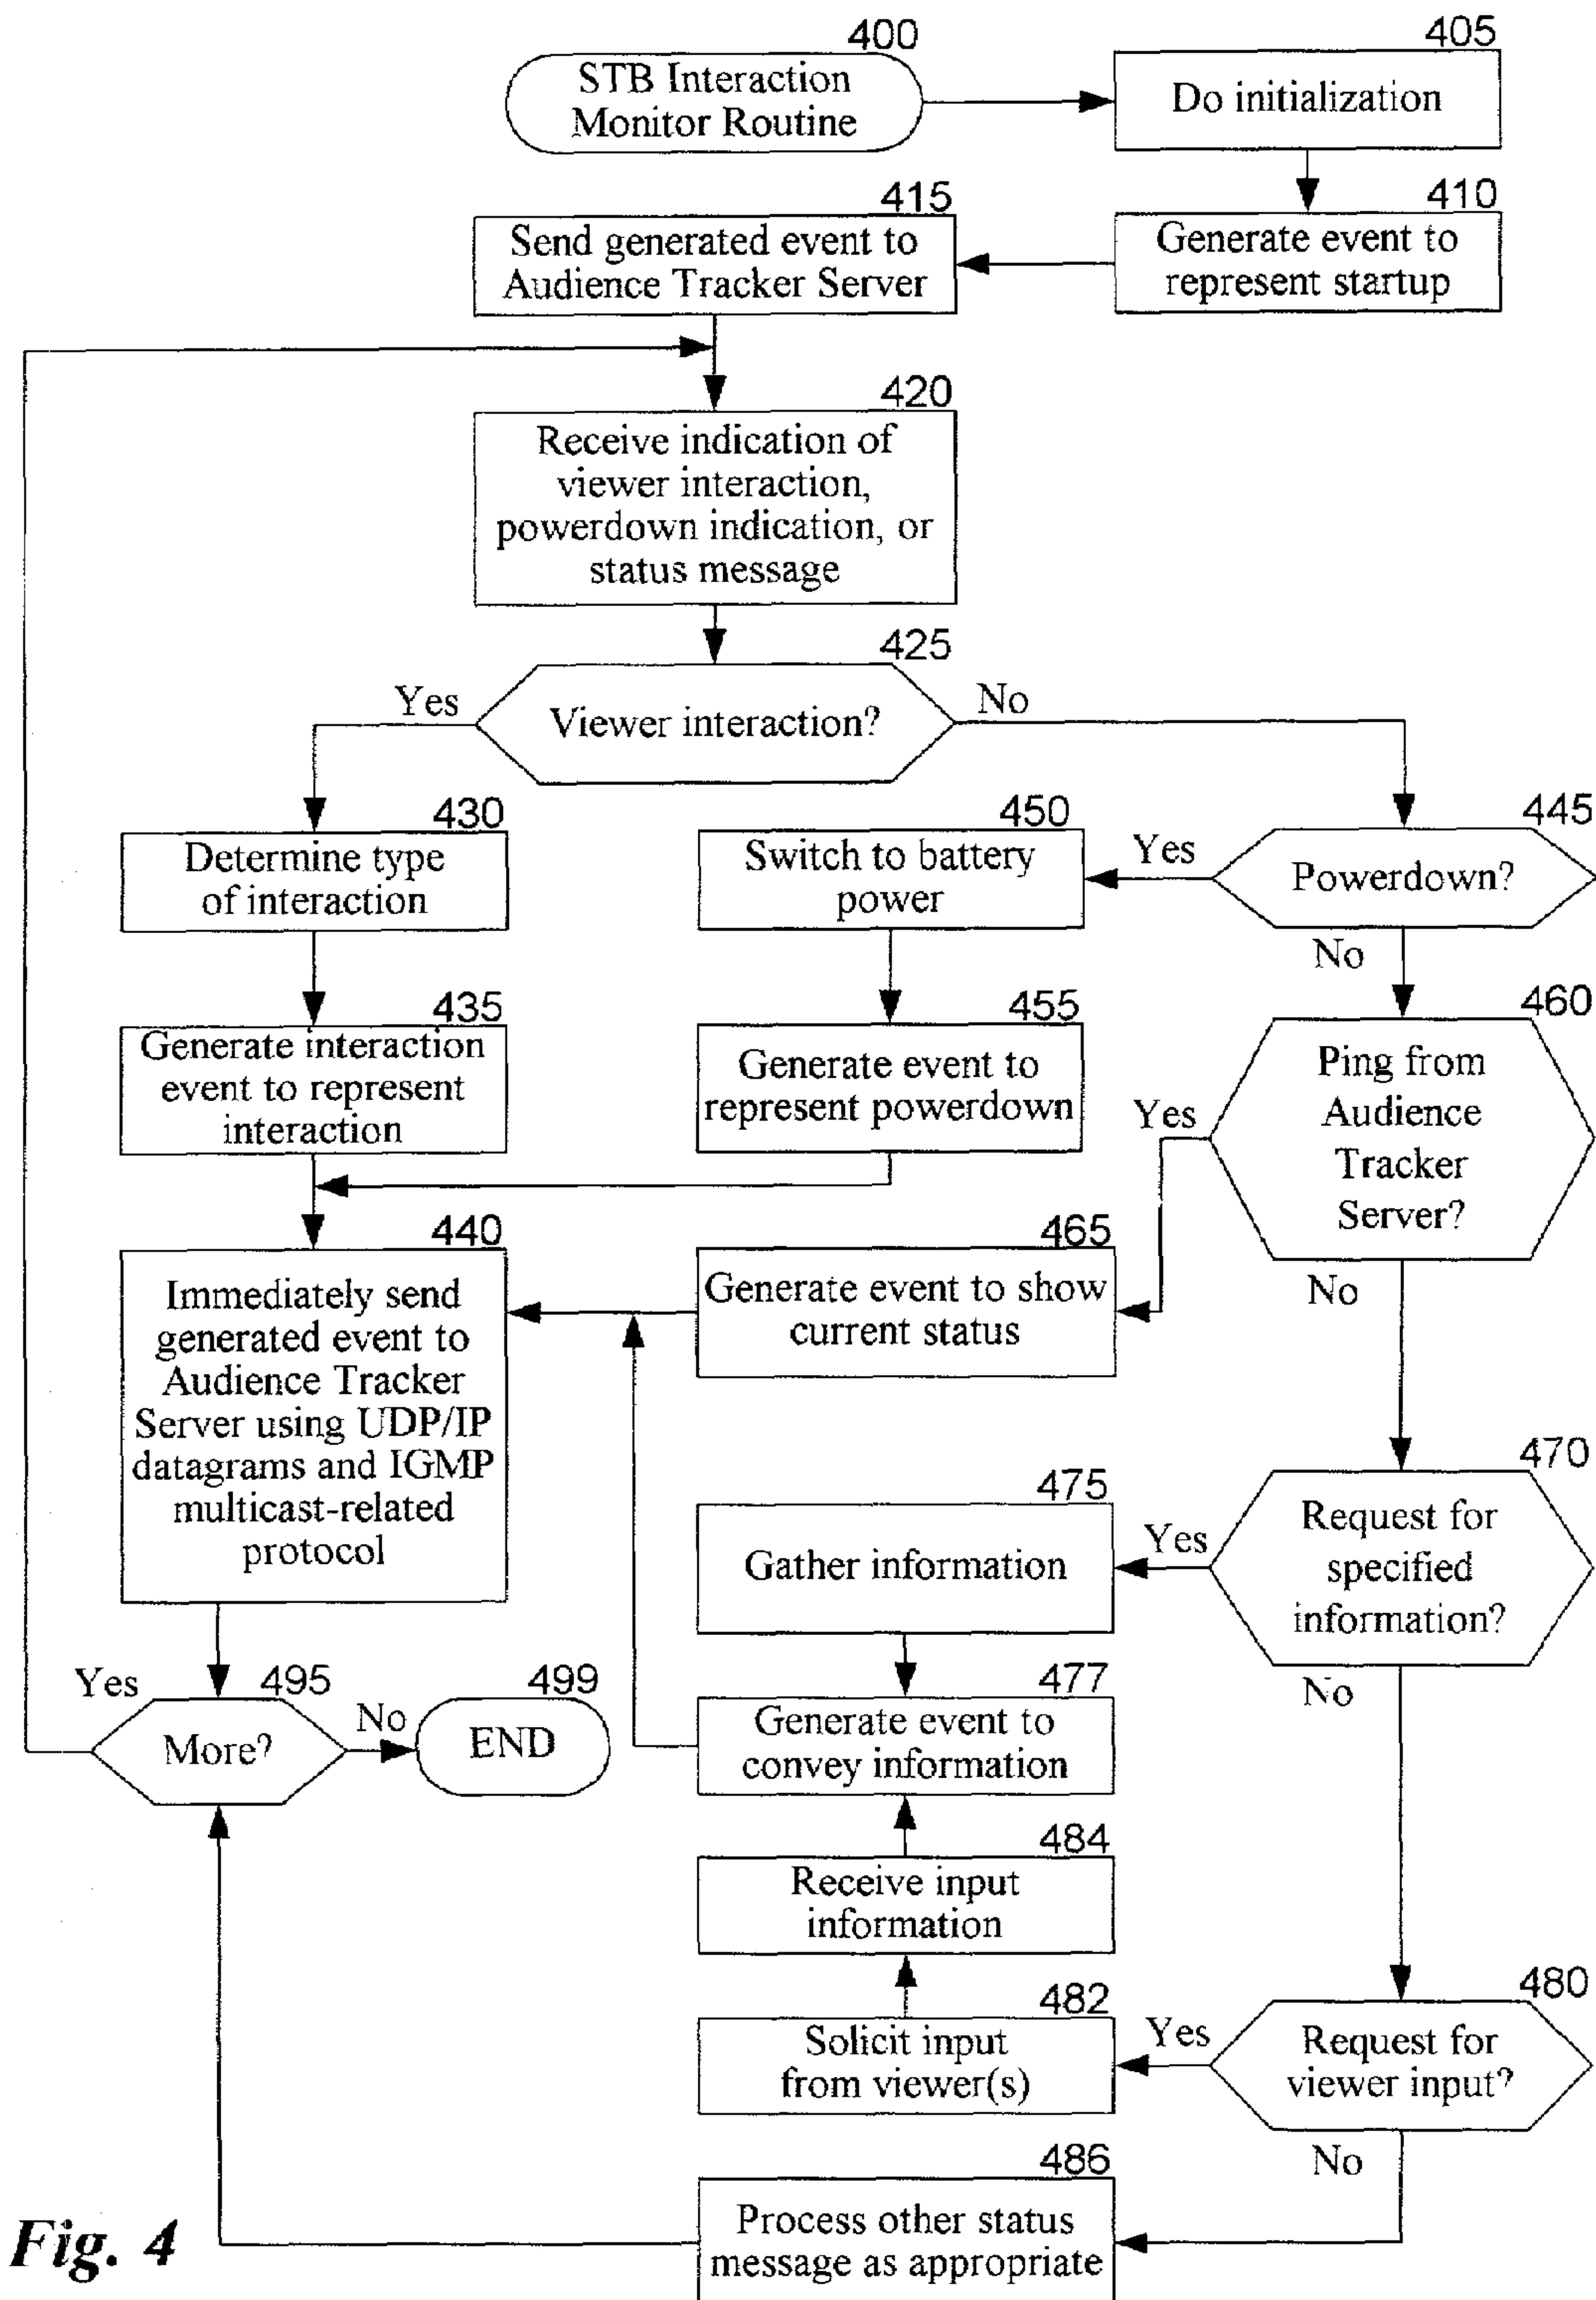 400
STB Interaction
Monitor Routine
405
Do initialization
410
Generate event to
represent startup
415
Send generated event to
Audience Tracker Server
420
Receive indication of
viewer interaction,
powerdown indication, or
status message
425
Viewer interaction?
Yes
No
430
Determine type
of interaction
435
Generate interaction
event to represent
interaction
445
Powerdown?
Yes
No
450
Switch to battery
power
455
Generate event to
represent powerdown
440
Immediately send
generated event to
Audience Tracker
Server using UDP/IP
datagrams and IGMP
multicast-related
protocol
460
Ping from
Audience
Tracker
Server?
Yes
No
465
Generate event to show
current status
470
Request for
specified
information?
Yes
No
475
Gather information
477
Generate event to
convey information
484
Receive input
information
482
Solicit input
from viewer(s)
480
Request for
viewer input?
Yes
No
486
Process other status
message as appropriate
495
More?
Yes
No
499
END
Fig. 4